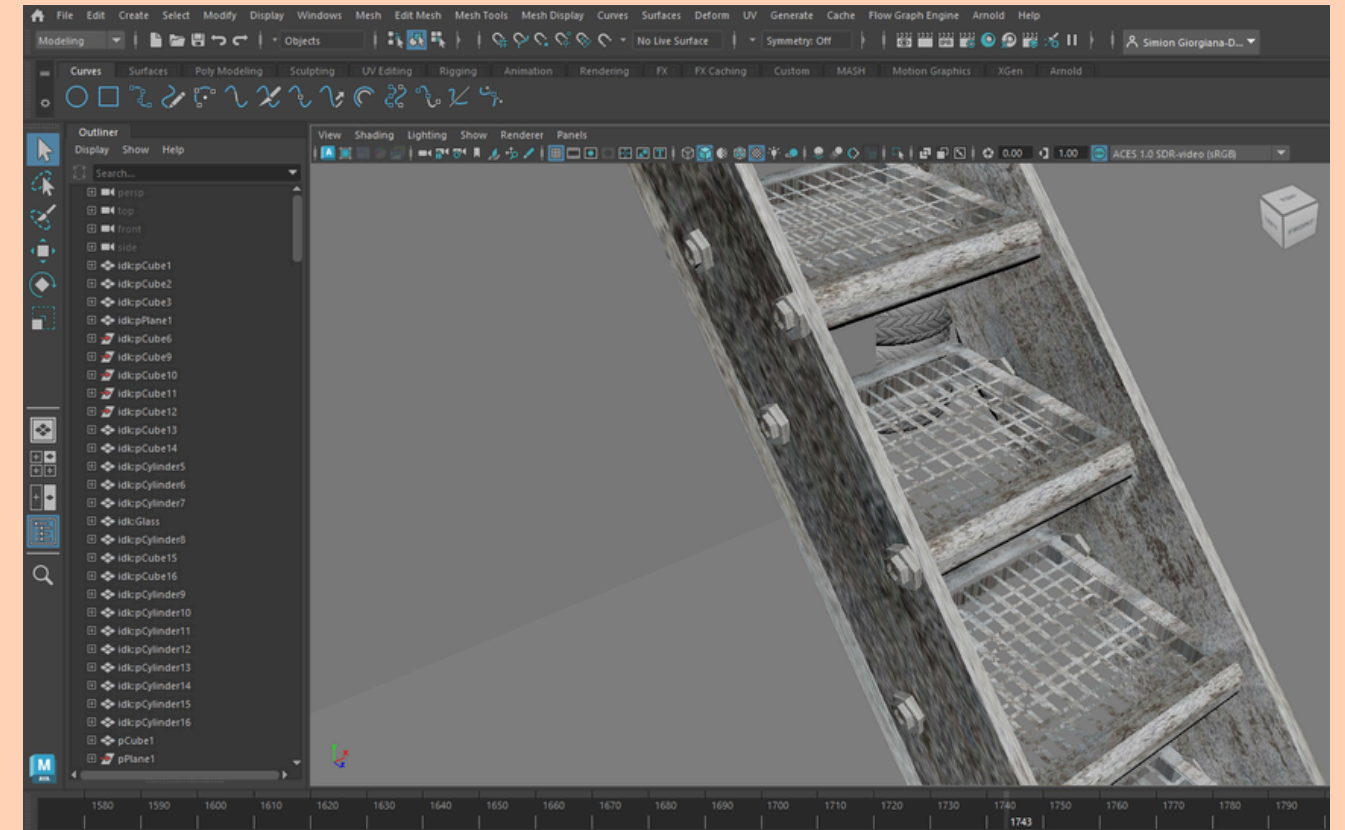 File Edit Create Select Modify Display Windows Mesh Edit Mesh Mesh Tools Mesh Display Curves Surfaces Deform UV Generate Cache Flow Graph Engine Arnold Help
Modeling Objects No Live Surface Symmetry: Off Simion Giorgiana-D...
Curves Surfaces Poly Modeling Sculpting UV Editing Rigging Animation Rendering FX FX Caching Custom MASH Motion Graphics XGen Arnold
Outliner
Display Show Help
View Shading Lighting Show Renderer Panels
0.00 1.00 ACES 1.0 SDR-video (sRGB)
Search...
persp
top
front
side
idk:pCube1
idk:pCube2
idk:pCube3
idk:pPlane1
idk:pCube6
idk:pCube9
idk:pCube10
idk:pCube11
idk:pCube12
idk:pCube13
idk:pCube14
idk:pCylinder5
idk:pCylinder6
idk:pCylinder7
idk:Glass
idk:pCylinder8
idk:pCube15
idk:pCube16
idk:pCylinder9
idk:pCylinder10
idk:pCylinder11
idk:pCylinder12
idk:pCylinder13
idk:pCylinder14
idk:pCylinder15
idk:pCylinder16
pCube1
pPlane1
TOP
FRONT
M
1580 1590 1600 1610 1620 1630 1640 1650 1660 1670 1680 1690 1700 1710 1720 1730 1740 1750 1760 1770 1780 1790
1743